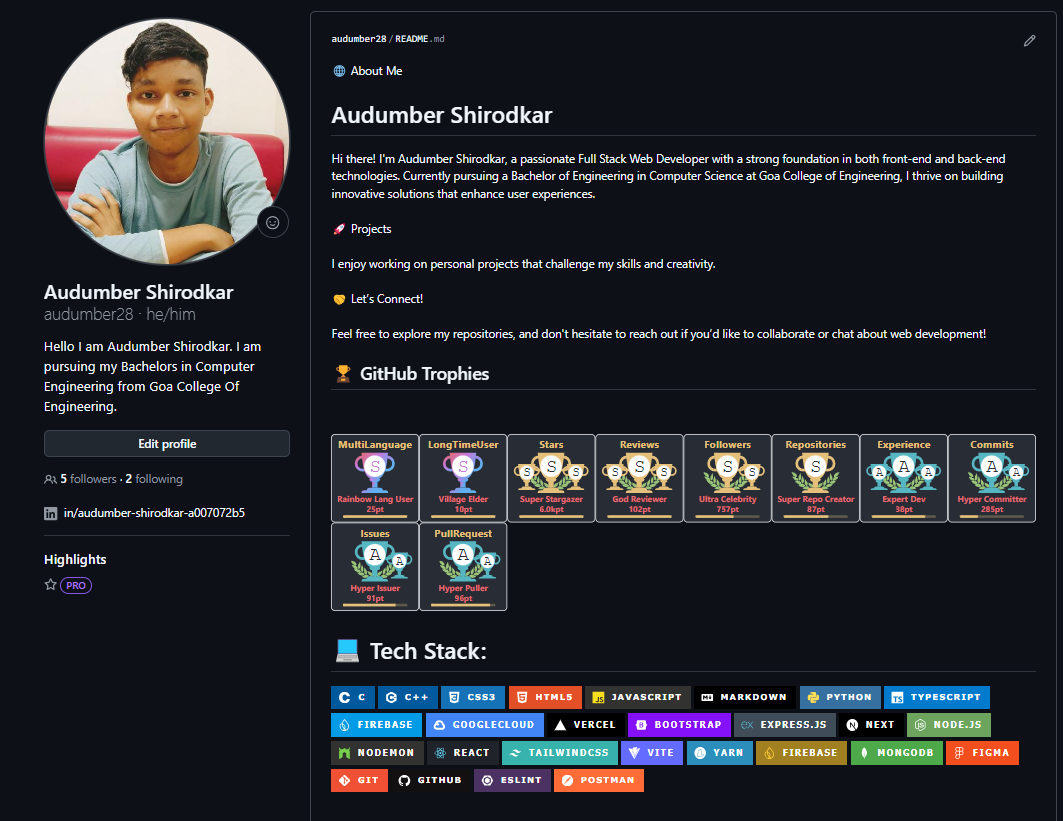 audumber28 / README.md
About Me
Audumber Shirodkar
Hi there! I'm Audumber Shirodkar, a passionate Full Stack Web Developer with a strong foundation in both front-end and back-end
technologies. Currently pursuing a Bachelor of Engineering in Computer Science at Goa College of Engineering, I thrive on building
innovative solutions that enhance user experiences.
Projects
I enjoy working on personal projects that challenge my skills and creativity.
Let's Connect!
Feel free to explore my repositories, and don't hesitate to reach out if you'd like to collaborate or chat about web development!
Audumber Shirodkar
audumber28 · he/him
Hello I am Audumber Shirodkar. I am
pursuing my Bachelors in Computer
Engineering from Goa College Of
Engineering.
Edit profile
5 followers · 2 following
in/audumber-shirodkar-a007072b5
Highlights
PRO
GitHub Trophies
MultiLanguage LongTimeUser Stars Reviews Followers Repositories Experience Commits
S S S S S S S S S S A A A A A
Rainbow Lang User Village Elder Super Stargazer God Reviewer Ultra Celebrity Super Repo Creator Expert Dev Hyper Committer
25pt 10pt 6.0kpt 102pt 757pt 87pt 38pt 285pt
Issues PullRequest
A A A A
Hyper Issuer Hyper Puller
91pt 96pt
Tech Stack:
C C++ CSS3 HTML5 JAVASCRIPT MARKDOWN PYTHON TYPESCRIPT
FIREBASE GOOGLECLOUD VERCEL BOOTSTRAP EXPRESS.JS NEXT NODE.JS
NODEMON REACT TAILWINDCSS VITE YARN FIREBASE MONGODB FIGMA
GIT GITHUB ESLINT POSTMAN